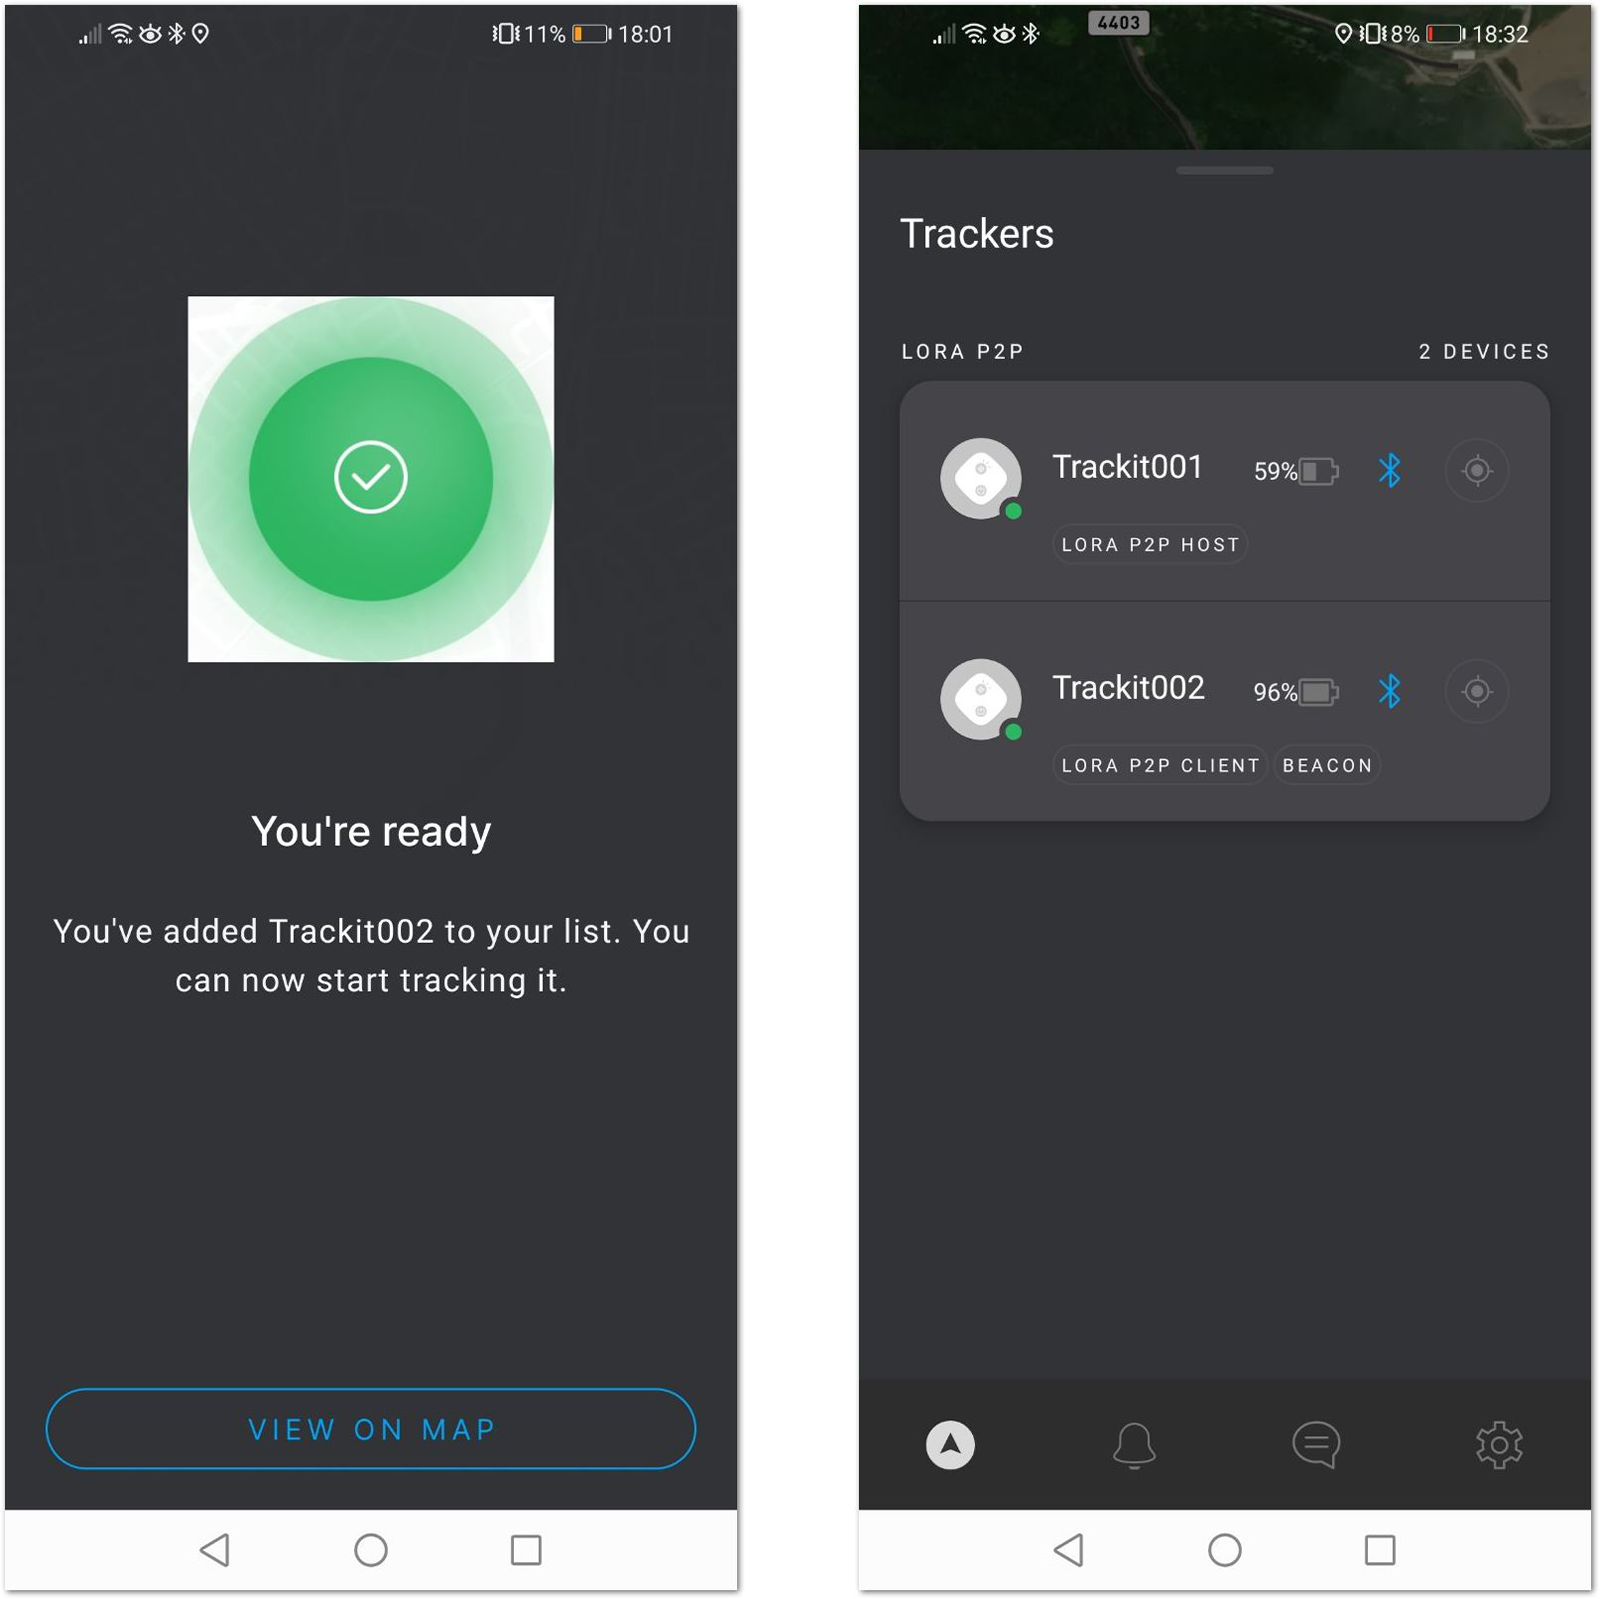 11% 18:01
You're ready
You've added Trackit002 to your list. You
can now start tracking it.
VIEW ON MAP
4403
8% 18:32
Trackers
LORA P2P 2 DEVICES
Trackit001 59%
LORA P2P HOST
Trackit002 96%
LORA P2P CLIENT BEACON